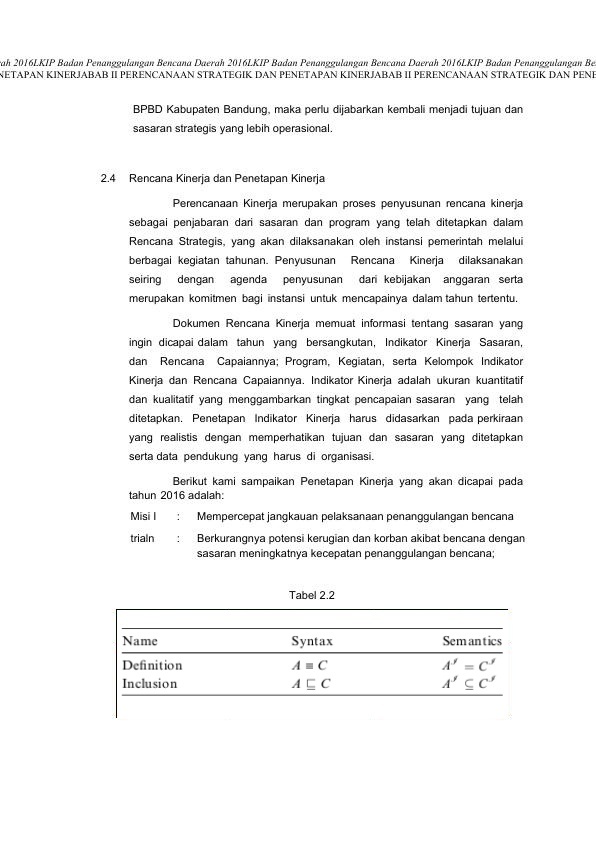 rah 2016LKIP Badan Penanggulangan Bencana Daerah 2016LKIP Badan Penanggulangan Bencana Daerah 2016LKIP Badan Penanggulangan Be
NETAPAN KINERJABAB II PERENCANAAN STRATEGIK DAN PENETAPAN KINERJABAB II PERENCANAAN STRATEGIK DAN PENE
BPBD Kabupaten Bandung, maka perlu dijabarkan kembali menjadi tujuan dan
sasaran strategis yang lebih operasional.
2.4 Rencana Kinerja dan Penetapan Kinerja
Perencanaan Kinerja merupakan proses penyusunan rencana kinerja
sebagai penjabaran dari sasaran dan program yang telah ditetapkan dalam
Rencana Strategis, yang akan dilaksanakan oleh instansi pemerintah melalui
berbagai kegiatan tahunan. Penyusunan Rencana Kinerja dilaksanakan
seiring dengan agenda penyusunan dari kebijakan anggaran serta
merupakan komitmen bagi instansi untuk mencapainya dalam tahun tertentu.
Dokumen Rencana Kinerja memuat informasi tentang sasaran yang
ingin dicapai dalam tahun yang bersangkutan, Indikator Kinerja Sasaran,
dan Rencana Capaiannya; Program, Kegiatan, serta Kelompok Indikator
Kinerja dan Rencana Capaiannya. Indikator Kinerja adalah ukuran kuantitatif
dan kualitatif yang menggambarkan tingkat pencapaian sasaran yang telah
ditetapkan. Penetapan Indikator Kinerja harus didasarkan pada perkiraan
yang realistis dengan memperhatikan tujuan dan sasaran yang ditetapkan
serta data pendukung yang harus di organisasi.
Berikut kami sampaikan Penetapan Kinerja yang akan dicapai pada
tahun 2016 adalah:
Misi I : Mempercepat jangkauan pelaksanaan penanggulangan bencana
trialn : Berkurangnya potensi kerugian dan korban akibat bencana dengan
sasaran meningkatnya kecepatan penanggulangan bencana;
Tabel 2.2
Name Syntax Semantics
Definition A ≡ C A^𝓘 = C^𝓘
Inclusion A ⊑ C A^𝓘 ⊆ C^𝓘